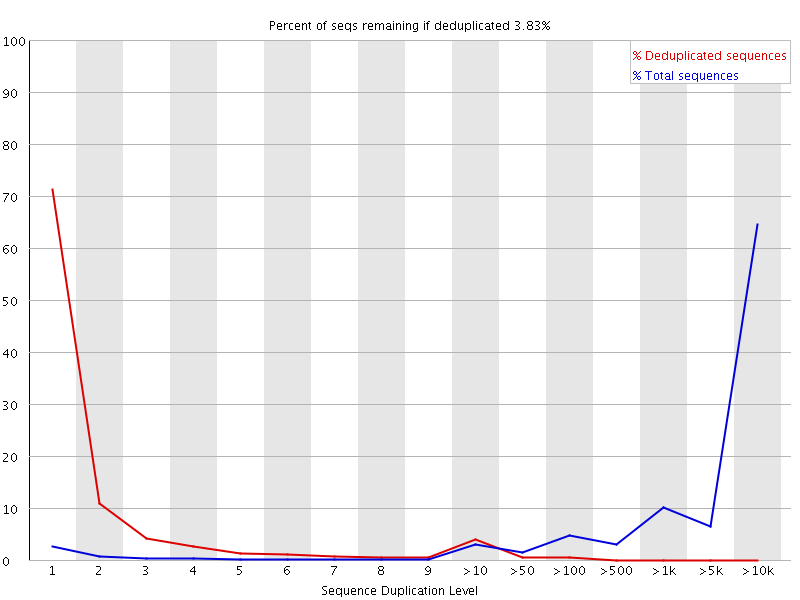 Percent of seqs remaining if deduplicated 3.83%
% Deduplicated sequences
% Total sequences
100
90
80
70
60
50
40
30
20
10
0
1 2 3 4 5 6 7 8 9 >10 >50 >100 >500 >1k >5k >10k
Sequence Duplication Level